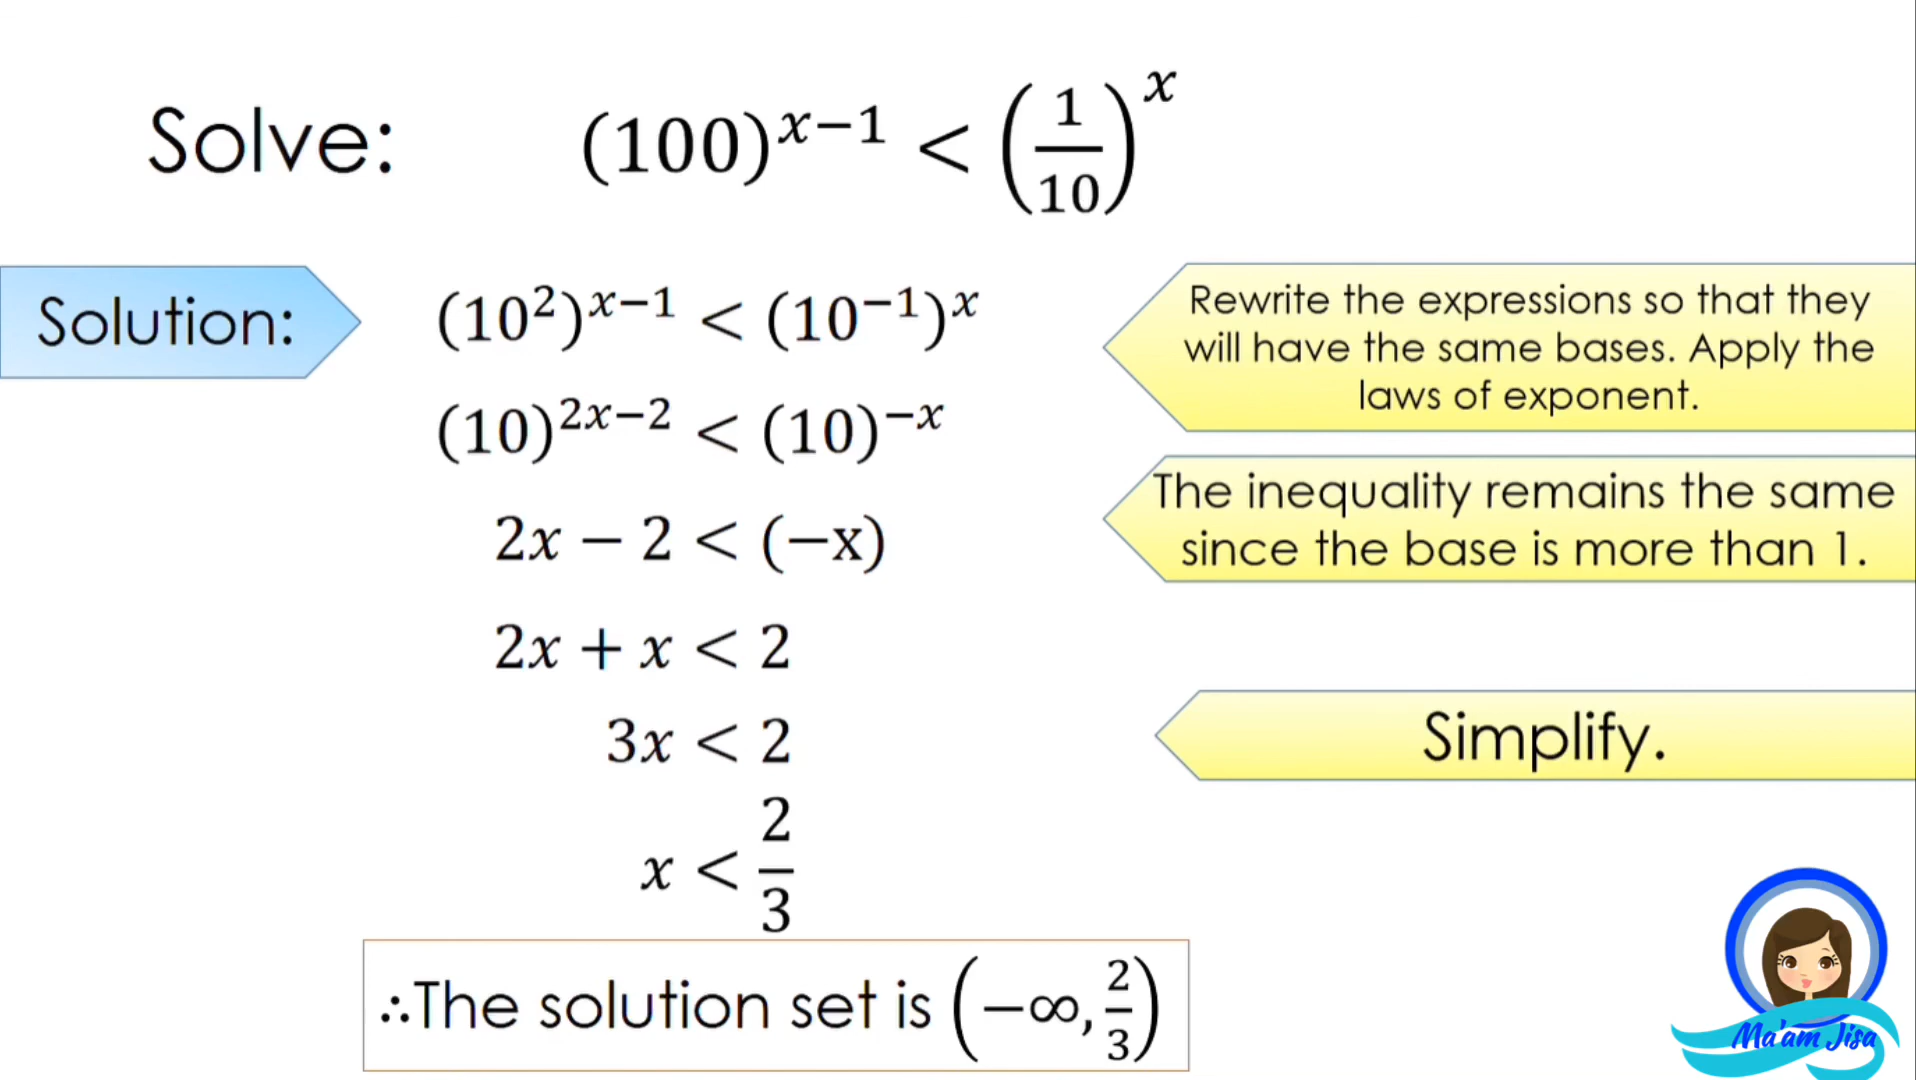 Solve: (100)^{x−1} < (1/10)^x
Solution: (10²)^{x−1} < (10^{−1})^x
Rewrite the expressions so that they
will have the same bases. Apply the
laws of exponent.
(10)^{2x−2} < (10)^{−x}
The inequality remains the same
since the base is more than 1.
2x − 2 < (−x)
2x + x < 2
3x < 2
Simplify.
x < 2/3
∴The solution set is (−∞, 2/3)
Ma'am Jisa